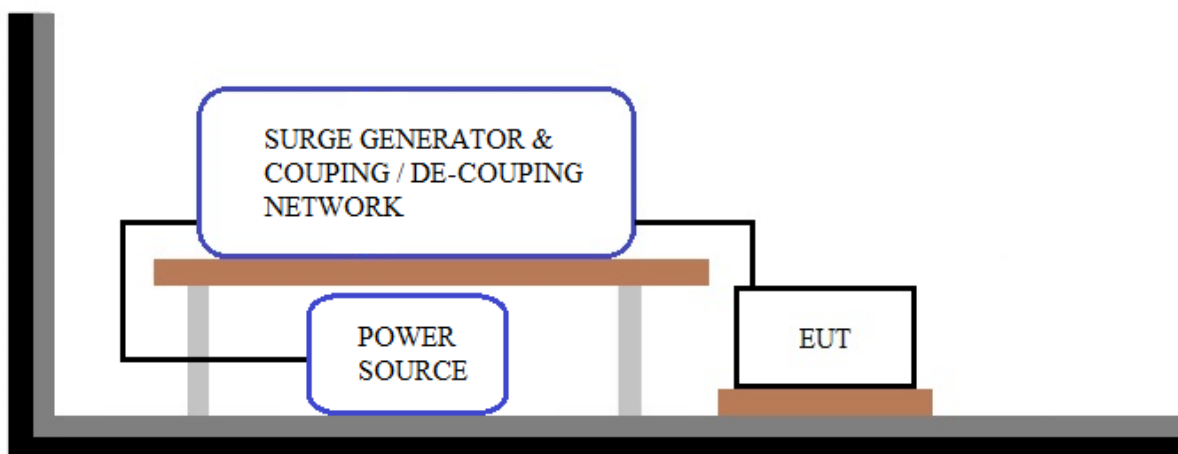 SURGE GENERATOR &
COUPING / DE-COUPING
NETWORK
POWER
SOURCE
EUT